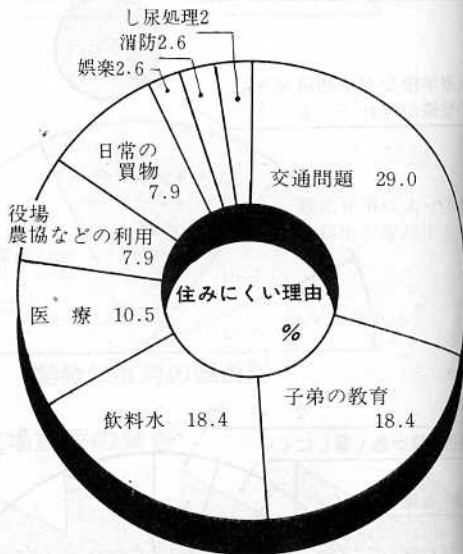 し尿処理2
消防2.6
娯楽2.6
日常の
買物
7.9
交通問題 29.0
役場
農協などの利用
7.9
住みにくい理由
%
医 療 10.5
子弟の教育
18.4
飲料水 18.4